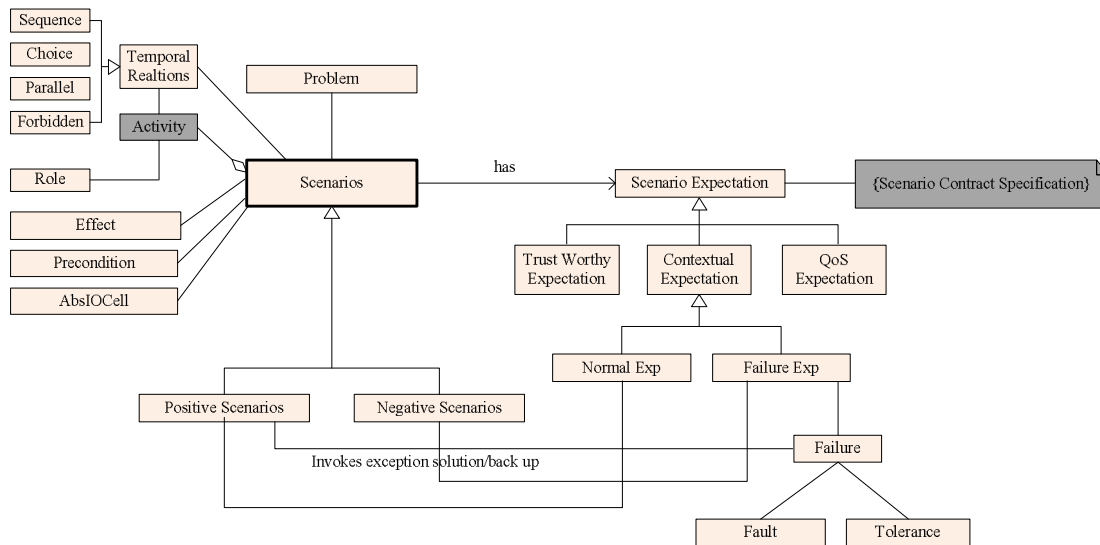 Sequence
Choice
Parallel
Forbidden
Temporal
Realtions
Activity
Role
Effect
Precondition
AbsIOCell
Problem
Scenarios
has
Scenario Expectation
{Scenario Contract Specification}
Trust Worthy
Expectation
Contextual
Expectation
QoS
Expectation
Normal Exp
Failure Exp
Positive Scenarios
Negative Scenarios
Invokes exception solution/back up
Failure
Fault
Tolerance